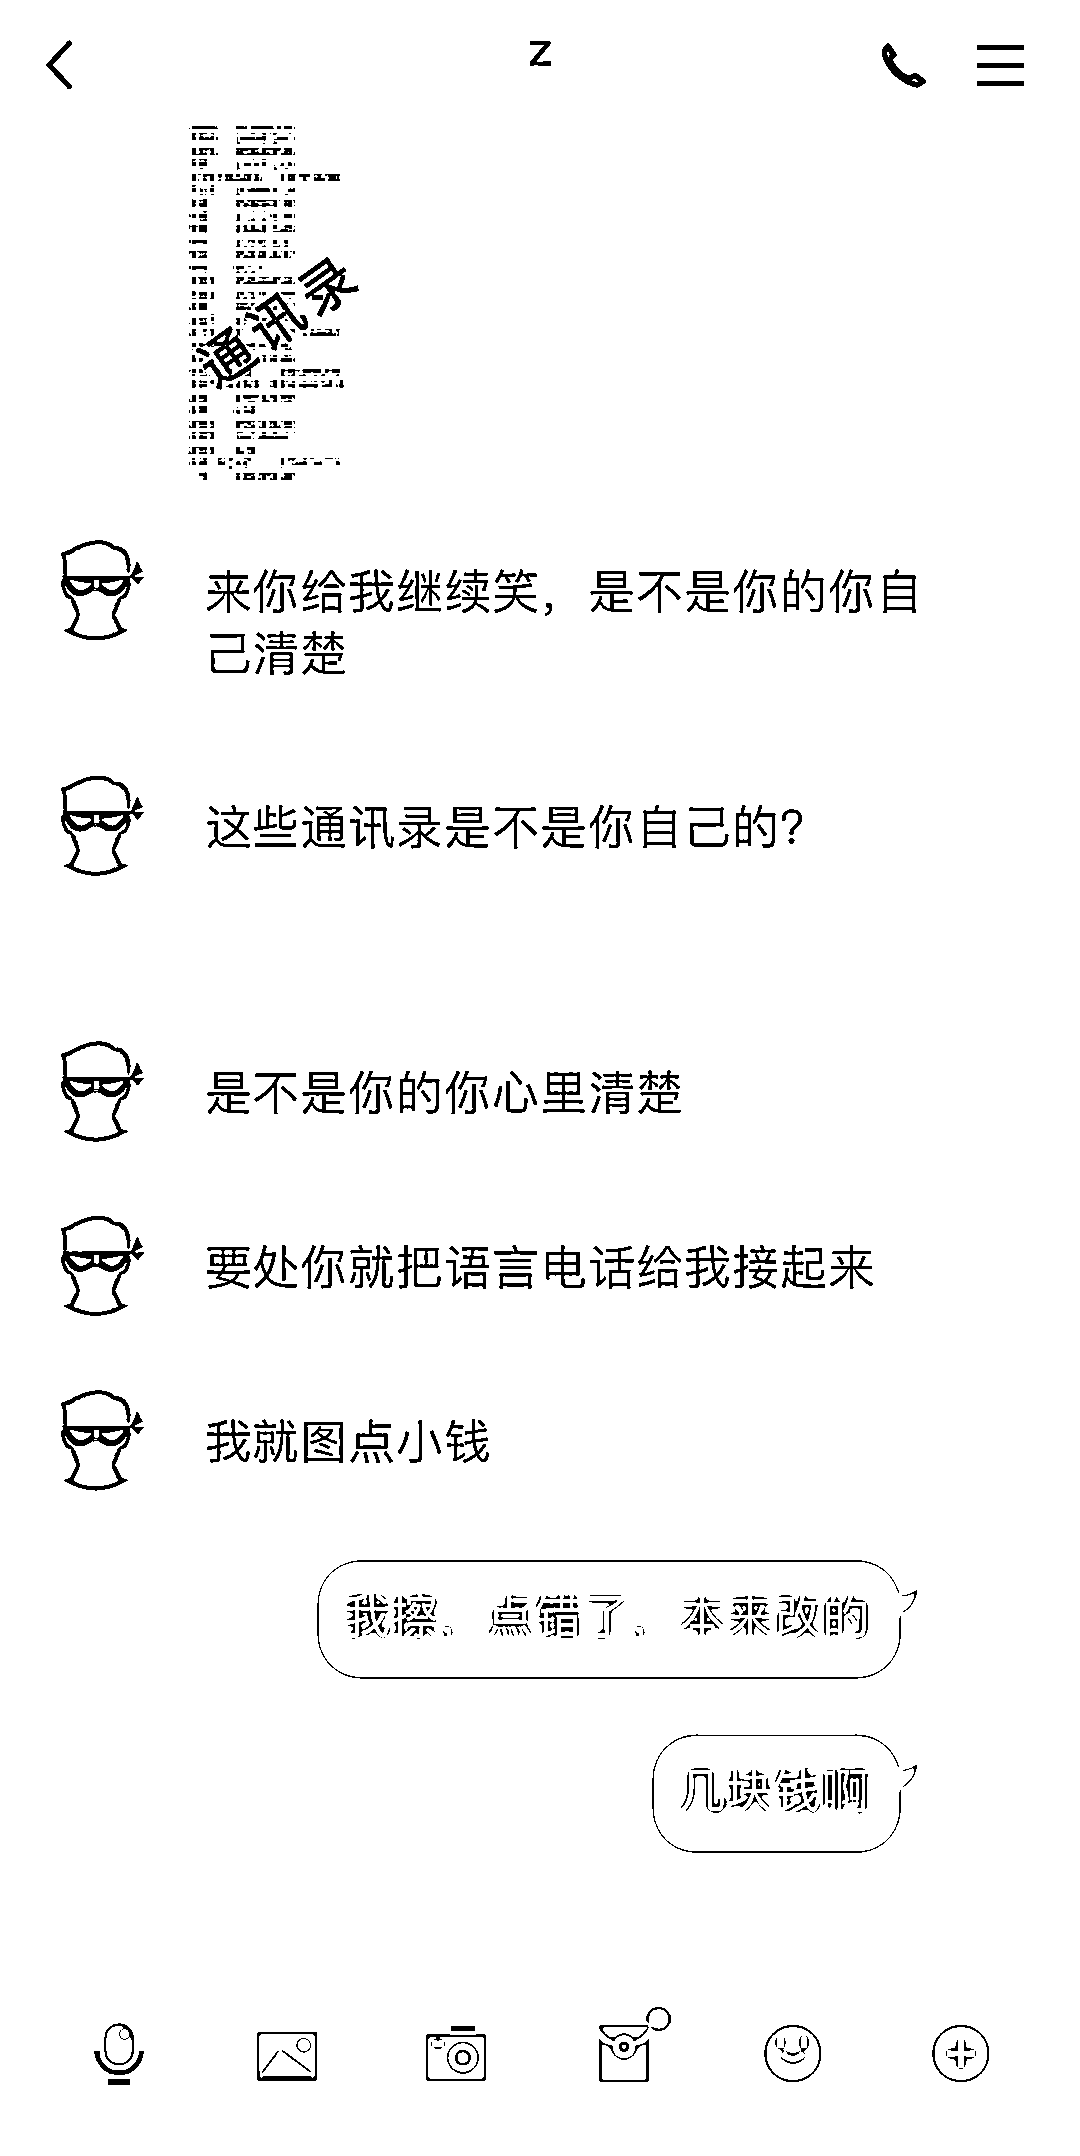 Z
通讯录
来你给我继续笑，是不是你的你自
己清楚
这些通讯录是不是你自己的?
是不是你的你心里清楚
要处你就把语言电话给我接起来
我就图点小钱
我擦。点错了。本来改的
几块钱啊